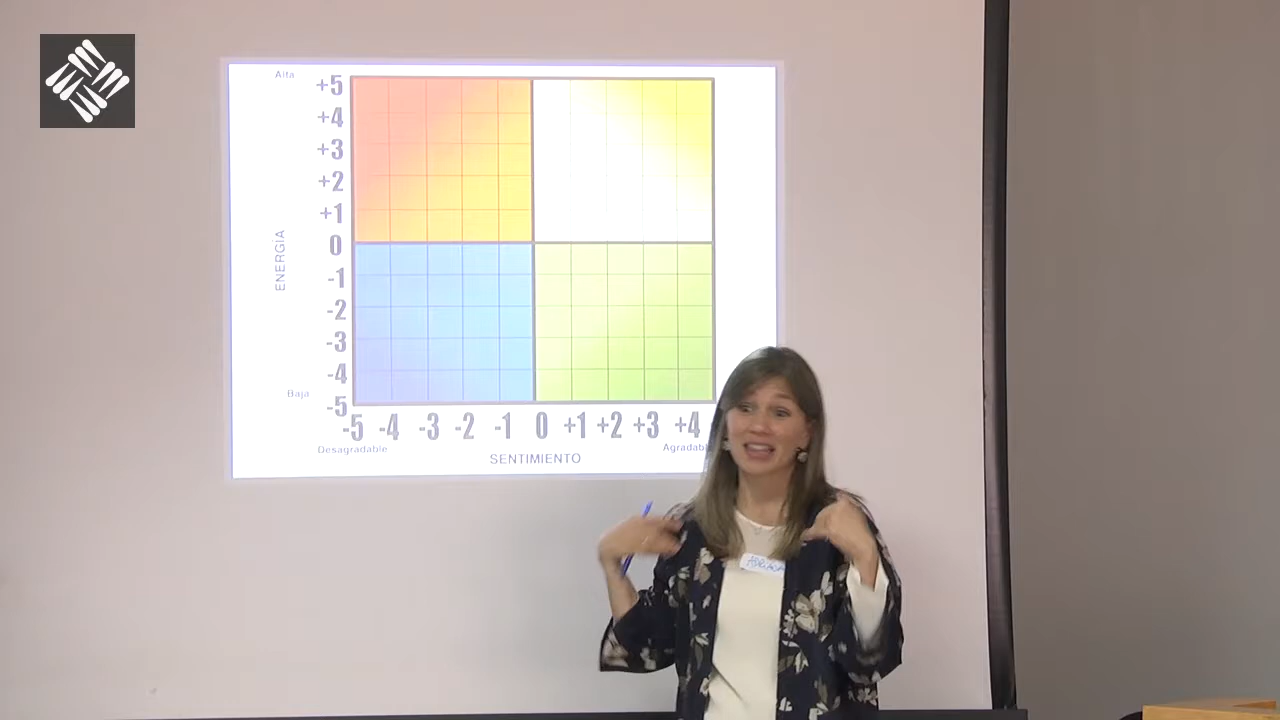 Alta
+5
+4
+3
+2
+1
0
-1
-2
-3
-4
-5
ENERGÍA
Baja
-5 -4 -3 -2 -1 0 +1 +2 +3 +4
Desagradable
SENTIMIENTO